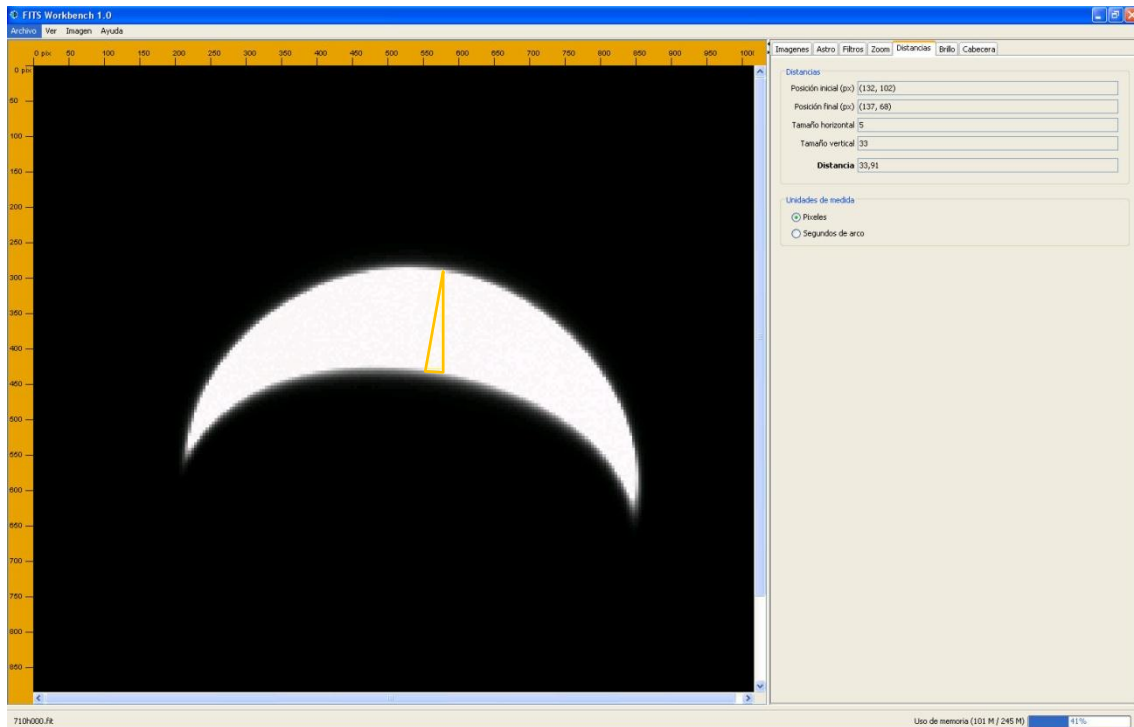 FITS Workbench 1.0
Archivo Ver Imagen Ayuda
0 pix 50 100 150 200 250 300 350 400 450 500 550 600 650 700 750 800 850 900 950 1000
0 pix
50
100
150
200
250
300
350
400
450
500
550
600
650
700
750
800
850
Imagenes Astro Filtros Zoom Distancias Brillo Cabecera
Distancias
Posición inicial (px) (132, 102)
Posición final (px) (137, 68)
Tamaño horizontal 5
Tamaño vertical 33
Distancia 33,91
Unidades de medida
Pixeles
Segundos de arco
710h000.fit
Uso de memoria (101 M / 245 M) 41%